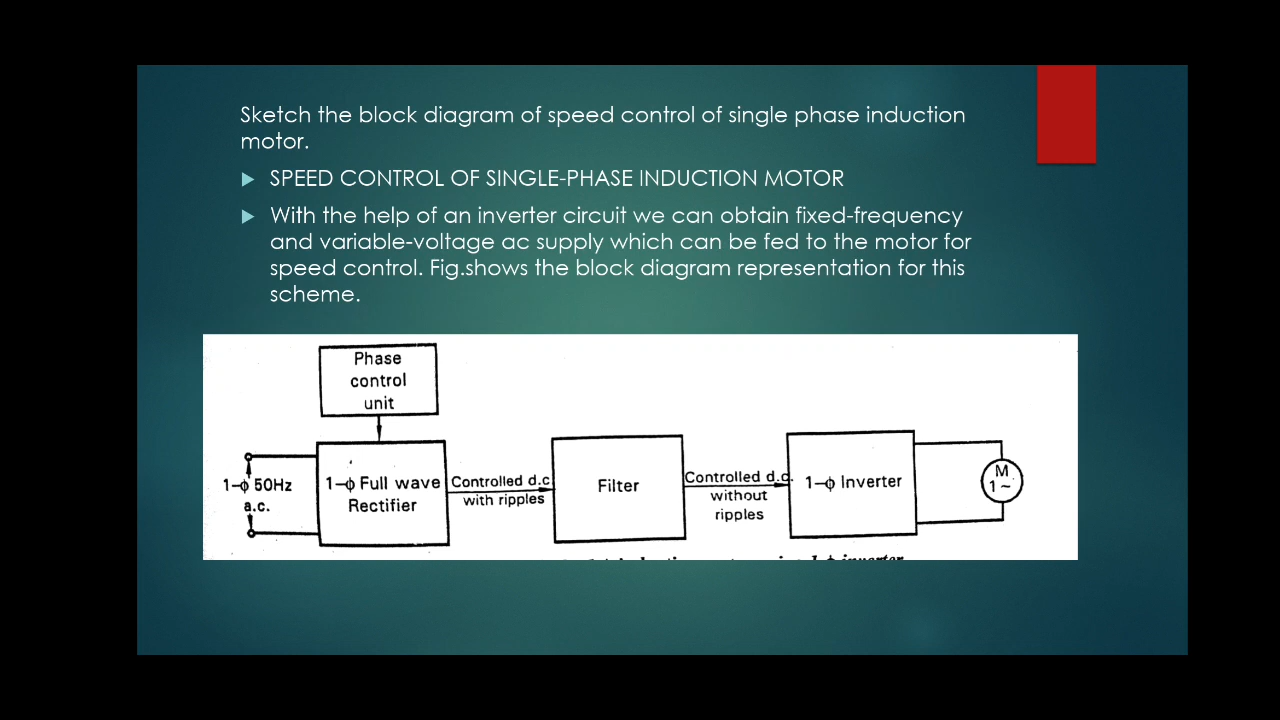 Sketch the block diagram of speed control of single phase induction
motor.
SPEED CONTROL OF SINGLE-PHASE INDUCTION MOTOR
With the help of an inverter circuit we can obtain fixed-frequency
and variable-voltage ac supply which can be fed to the motor for
speed control. Fig.shows the block diagram representation for this
scheme.
Phase
control
unit
1-ϕ 50Hz
a.c.
1-ϕ Full wave
Rectifier
Controlled d.c
with ripples
Filter
Controlled d.c.
without
ripples
1-ϕ Inverter
M
1~